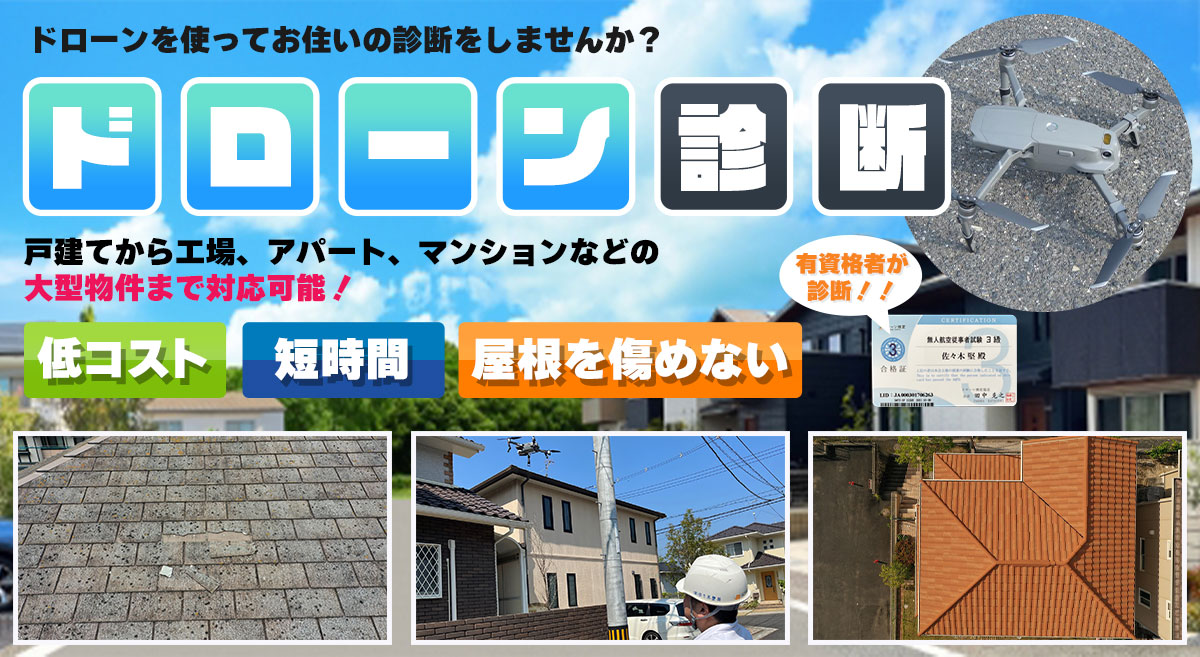 ドローンを使ってお住いの診断をしませんか？
ドローン診断
戸建てから工場、アパート、マンションなどの
大型物件まで対応可能！
有資格者が
診断！！
低コスト
短時間
屋根を傷めない
CERTIFICATION
無人航空従事者試験 3 級
3
佐々木 堅 殿
合格証